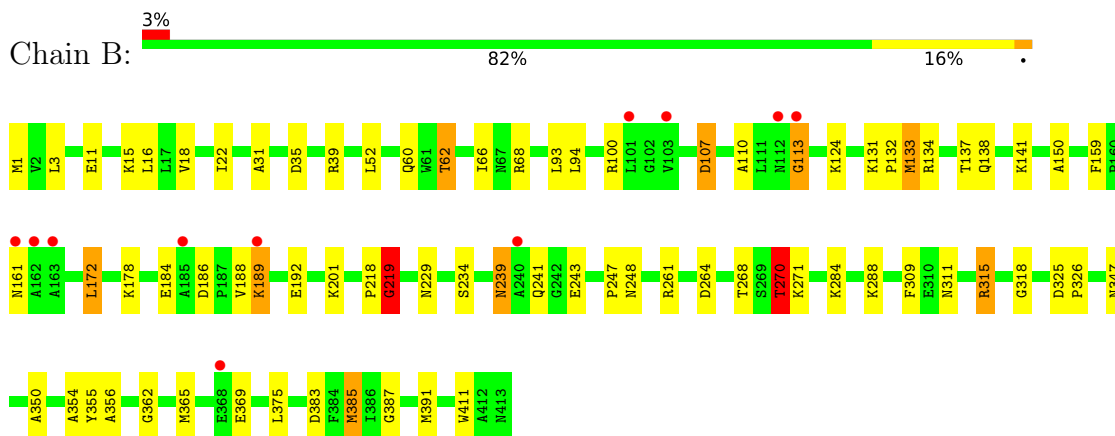 3%
Chain B:
82% 16% •
M1 V2 L3 E11 K15 L16 L17 V18 I22 A31 D35 R39 L52 Q60 W61 T62 I66 N67 R68 L93 L94 R100 L101 G102 V103 D107 A110 L111 N112 G113 K124 K131 P132 M133 R134 T137 Q138 K141 A150 F159 P160
N161 A162 A163 L172 K178 E184 A185 D186 P187 V188 K189 E192 K201 P218 G219 N229 S234 N239 A240 Q241 G242 E243 P247 N248 R261 D264 T268 S269 T270 K271 K284 K288 F309 E310 N311 R315 G318 D325 P326 N347
A350 A354 Y355 A356 G362 M365 E368 E369 L375 D383 F384 M385 I386 G387 M391 W411 A412 N413